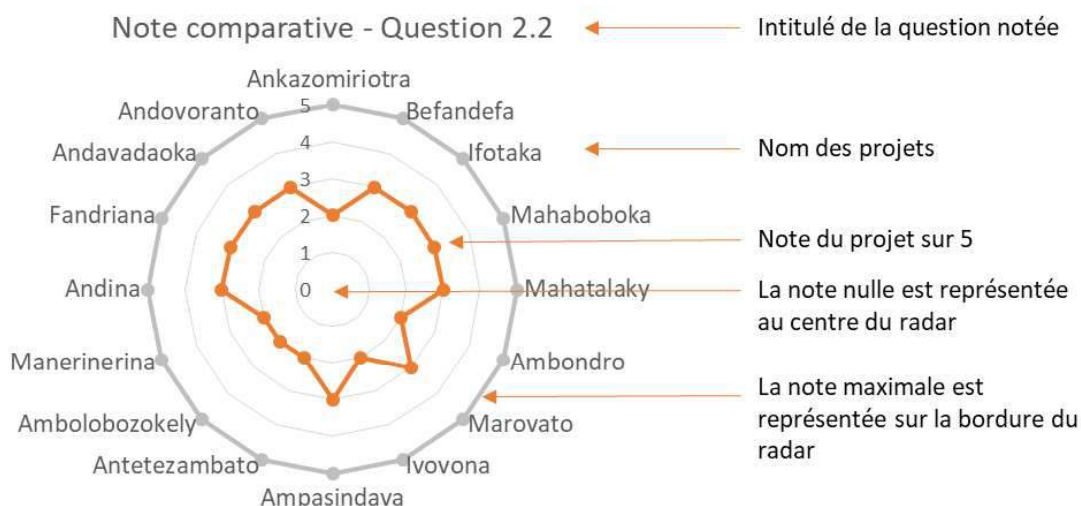 Note comparative - Question 2.2
Intitulé de la question notée
Ankazomiriotra
Andovoranto
5
Befandefa
Andavadaoka
4
Ifotaka
Nom des projets
3
Fandriana
2
Mahaboboka
1
Note du projet sur 5
Andina
0
Mahatalaky
La note nulle est représentée
au centre du radar
Manerinerina
Ambondro
La note maximale est
représentée sur la bordure du
radar
Ambolobozokely
Marovato
Antetezambato
Ivovona
Ampasindava